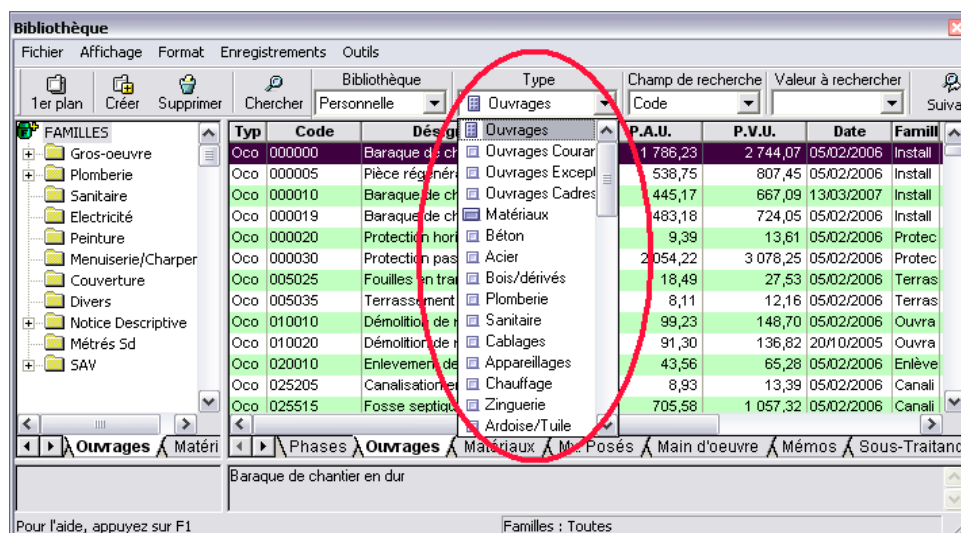 Bibliothèque
Fichier Affichage Format Enregistrements Outils
1er plan Créer Supprimer Chercher Bibliothèque Personnelle Type Ouvrages Champ de recherche Code Valeur à rechercher
FAMILLES
Gros-oeuvre
Plomberie
Sanitaire
Electricité
Peinture
Menuiserie/Charper
Couverture
Divers
Notice Descriptive
Métrés Sd
SAV
Ouvrages Matéri
Typ Code P.A.U. P.V.U. Date Famill
Oco 000000 Baraque de ch 1 786,23 2 744,07 05/02/2006 Install
Oco 000005 Pièce régénér 538,75 807,45 05/02/2006 Install
Oco 000010 Baraque de ch 445,17 667,09 13/03/2007 Install
Oco 000019 Baraque de ch 483,18 724,05 05/02/2006 Install
Oco 000020 Protection hori 9,39 13,61 05/02/2006 Protec
Oco 000030 Protection pas 2 054,22 3 078,25 05/02/2006 Protec
Oco 005025 Fouilles en tra 18,49 27,53 05/02/2006 Terras
Oco 005035 Terrassement 8,11 12,16 05/02/2006 Terras
Oco 010010 Démolition de 99,23 148,70 05/02/2006 Ouvra
Oco 010020 Démolition de 91,30 136,82 20/10/2005 Ouvra
Oco 020010 Enlevement de 43,56 65,28 05/02/2006 Enlève
Oco 025205 Canalisation en 8,93 13,39 05/02/2006 Canali
Oco 025515 Fosse septiq 705,58 1 057,32 05/02/2006 Canali
Ouvrages
Ouvrages Courar
Ouvrages Except
Ouvrages Cadres
Matériaux
Béton
Acier
Bois/dérivés
Plomberie
Sanitaire
Cablages
Appareillages
Chauffage
Zinguerie
Ardoise/Tuile
Phases Ouvrages Matériaux Mx. Posés Main d'oeuvre Mémos Sous-Traitanc
Baraque de chantier en dur
Pour l'aide, appuyez sur F1 Familles : Toutes